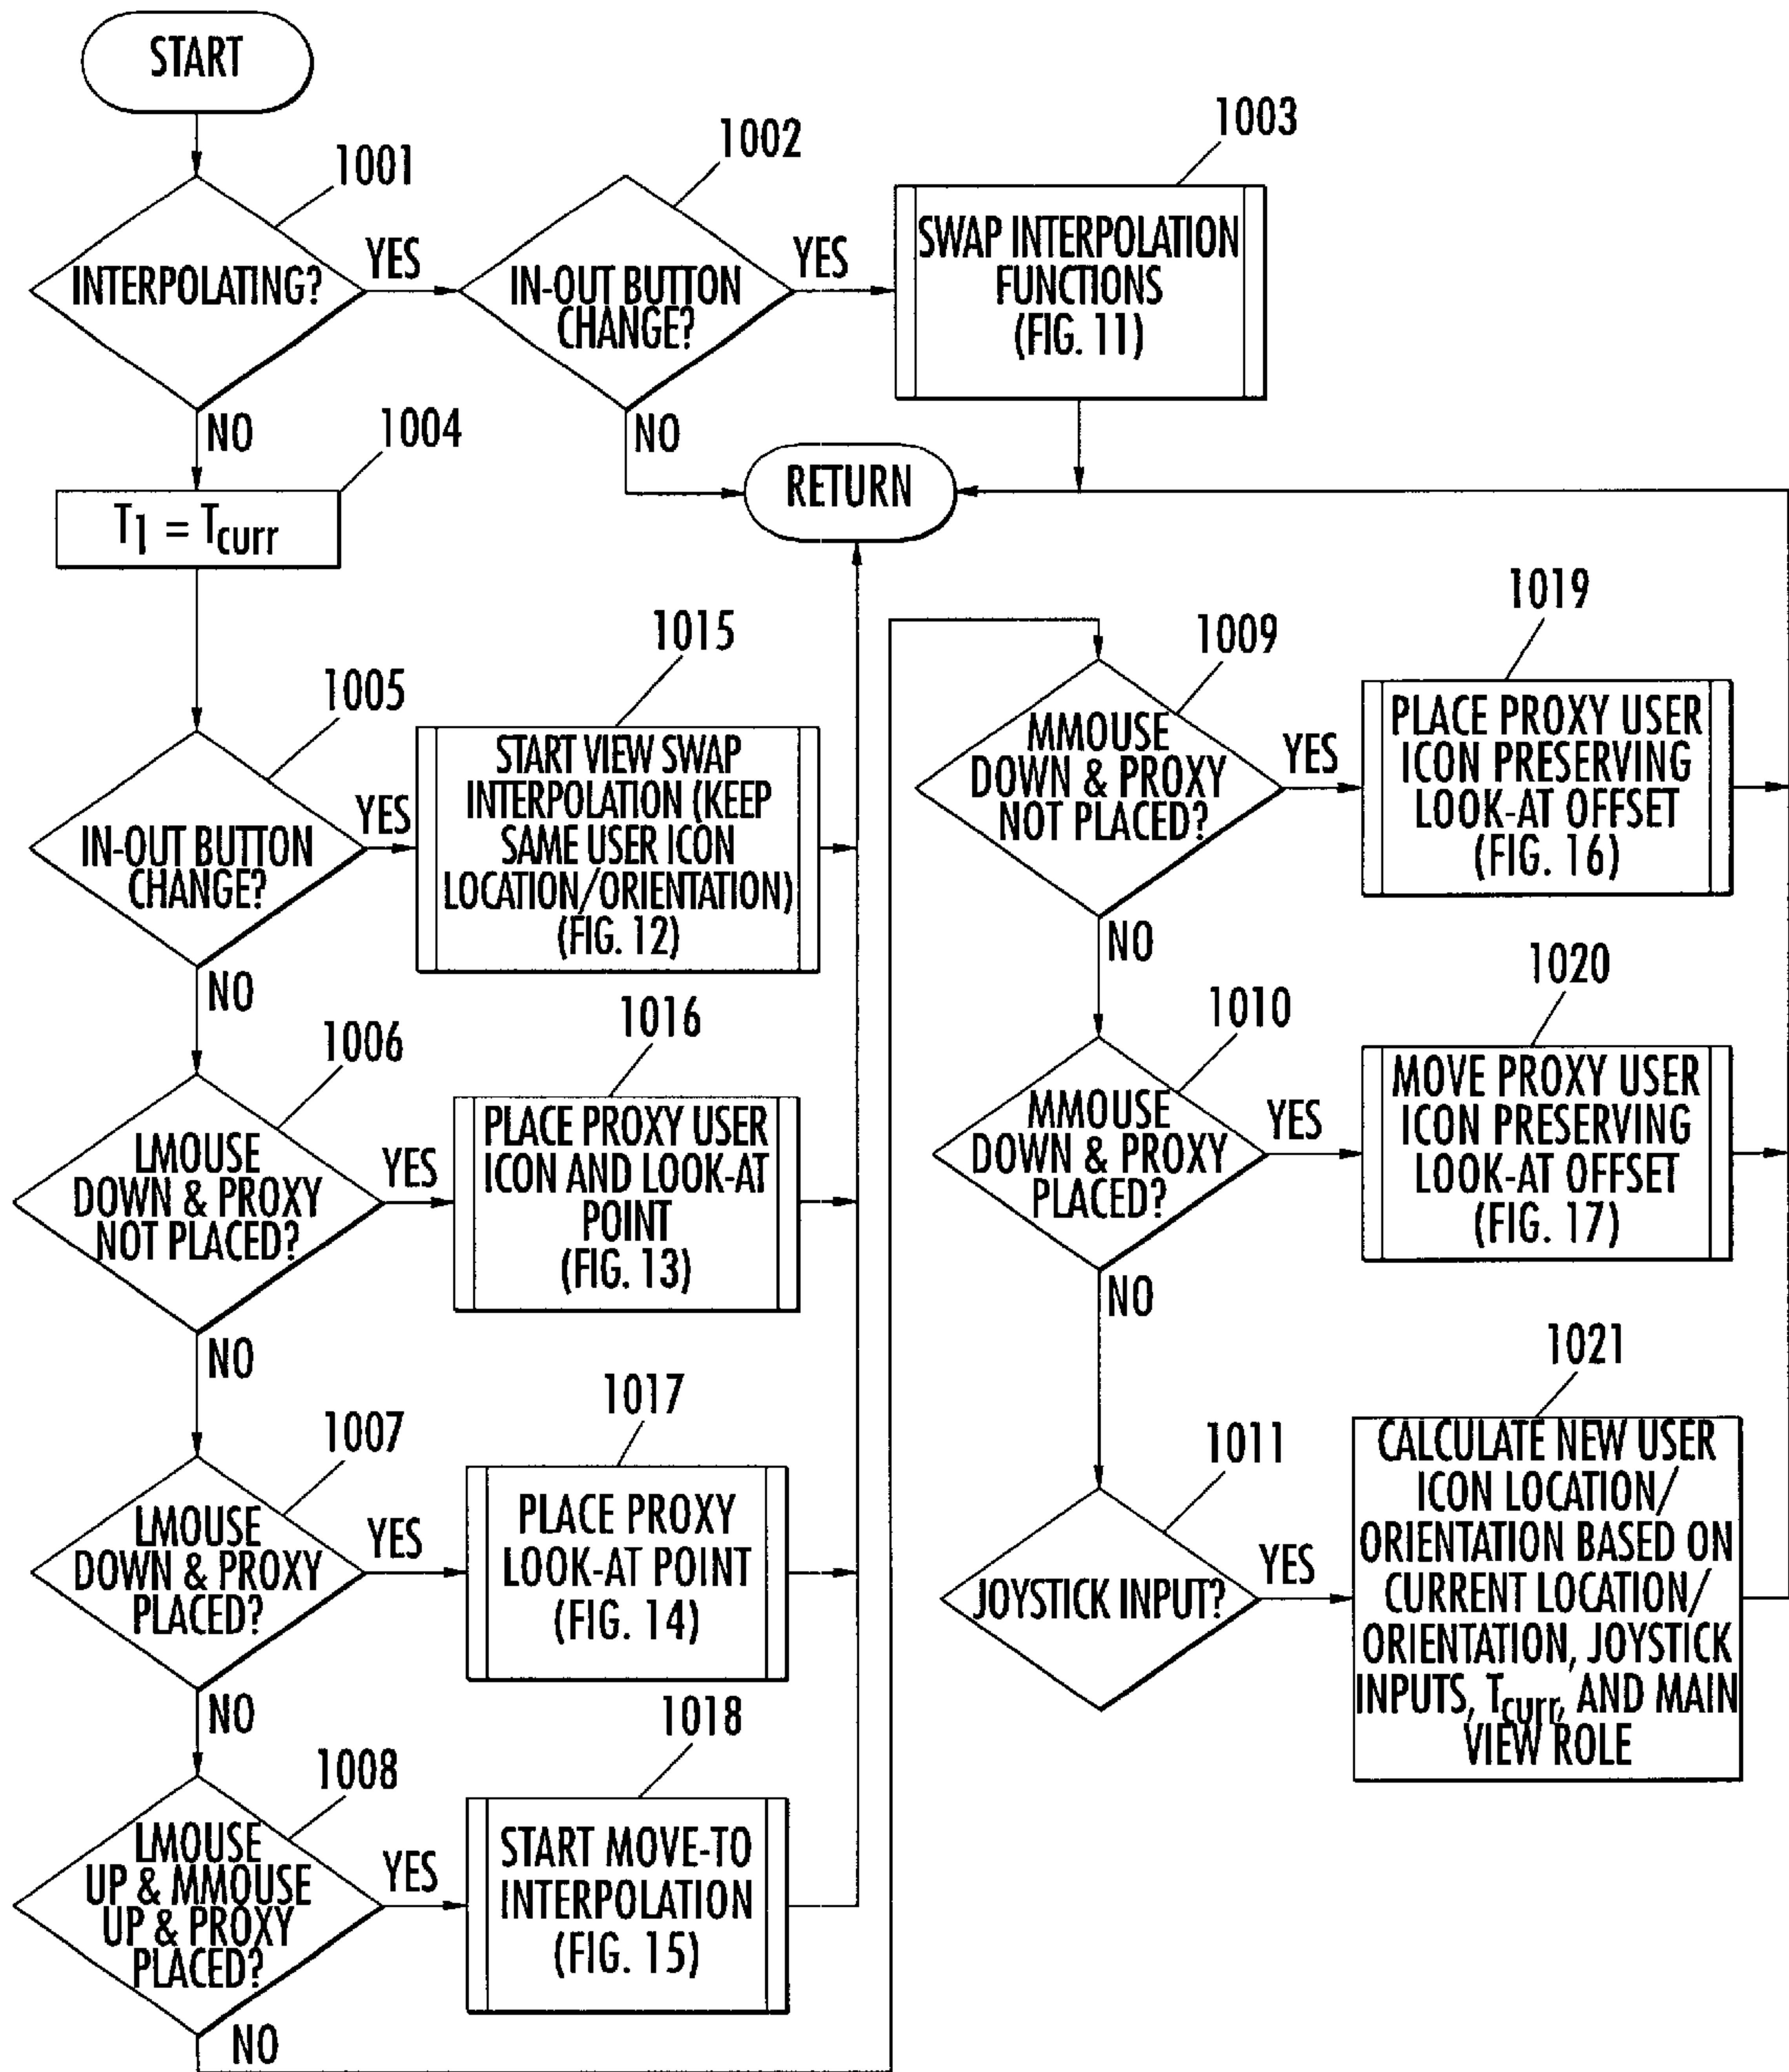 START
1001
INTERPOLATING?
YES
NO
1002
IN-OUT BUTTON
CHANGE?
YES
NO
1003
SWAP INTERPOLATION
FUNCTIONS
(FIG. 11)
RETURN
1004
T1 = Tcurr
1005
IN-OUT BUTTON
CHANGE?
YES
NO
1015
START VIEW SWAP
INTERPOLATION (KEEP
SAME USER ICON
LOCATION/ORIENTATION)
(FIG. 12)
1006
LMOUSE
DOWN & PROXY
NOT PLACED?
YES
NO
1016
PLACE PROXY USER
ICON AND LOOK-AT
POINT
(FIG. 13)
1007
LMOUSE
DOWN & PROXY
PLACED?
YES
NO
1017
PLACE PROXY
LOOK-AT POINT
(FIG. 14)
1008
LMOUSE
UP & MMOUSE
UP & PROXY
PLACED?
YES
NO
1018
START MOVE-TO
INTERPOLATION
(FIG. 15)
1009
MMOUSE
DOWN & PROXY
NOT PLACED?
YES
NO
1019
PLACE PROXY USER
ICON PRESERVING
LOOK-AT OFFSET
(FIG. 16)
1010
MMOUSE
DOWN & PROXY
PLACED?
YES
NO
1020
MOVE PROXY USER
ICON PRESERVING
LOOK-AT OFFSET
(FIG. 17)
1011
JOYSTICK INPUT?
YES
1021
CALCULATE NEW USER
ICON LOCATION/
ORIENTATION BASED ON
CURRENT LOCATION/
ORIENTATION, JOYSTICK
INPUTS, Tcurr, AND MAIN
VIEW ROLE